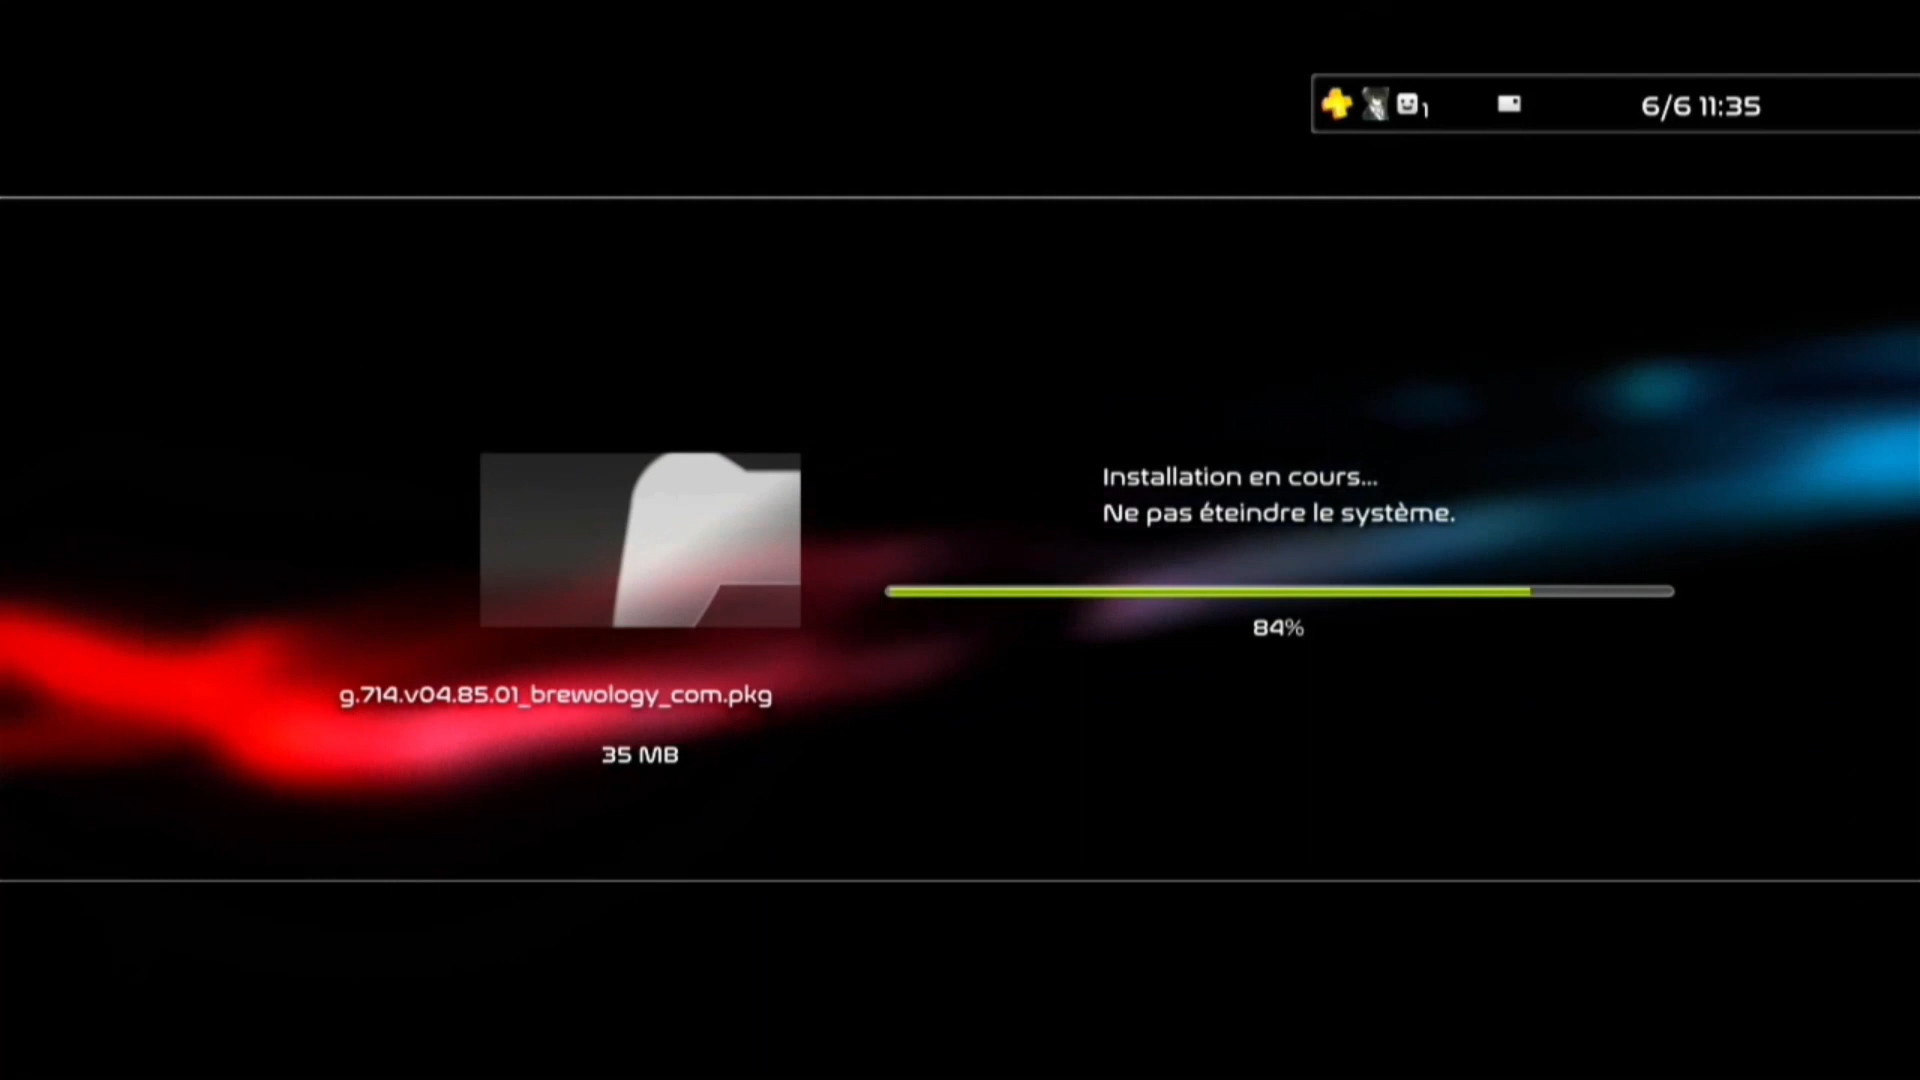 1
6/6 11:35
Installation en cours...
Ne pas éteindre le système.
84%
g.714.v04.85.01_brewology_com.pkg
35 MB